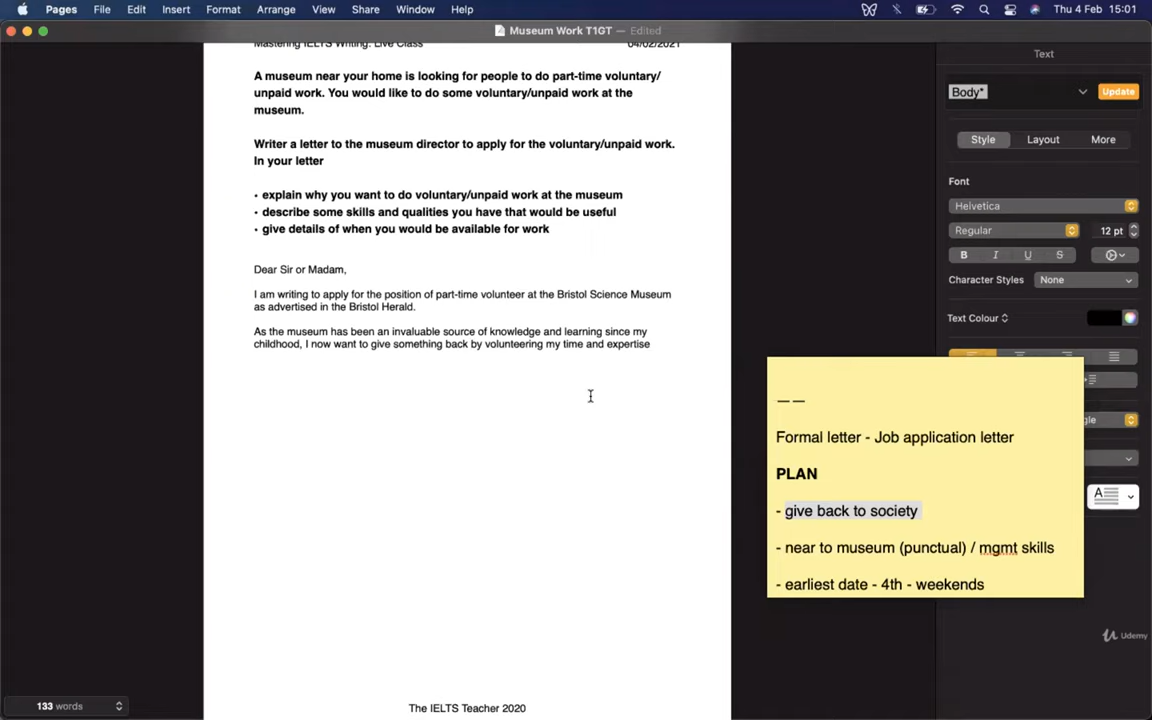 Pages File Edit Insert Format Arrange View Share Window Help Thu 4 Feb 15:01
Museum Work T1GT — Edited
Mastering IELTS Writing: Live Class 04/02/2021
A museum near your home is looking for people to do part-time voluntary/
unpaid work. You would like to do some voluntary/unpaid work at the
museum.
Writer a letter to the museum director to apply for the voluntary/unpaid work.
In your letter
• explain why you want to do voluntary/unpaid work at the museum
• describe some skills and qualities you have that would be useful
• give details of when you would be available for work
Dear Sir or Madam,
I am writing to apply for the position of part-time volunteer at the Bristol Science Museum
as advertised in the Bristol Herald.
As the museum has been an invaluable source of knowledge and learning since my
childhood, I now want to give something back by volunteering my time and expertise
The IELTS Teacher 2020
133 words
Text
Body*
Update
Style Layout More
Font
Helvetica
Regular 12 pt
B I U S
Character Styles None
Text Colour
gle
— —
Formal letter - Job application letter
PLAN
- give back to society
- near to museum (punctual) / mgmt skills
- earliest date - 4th - weekends
A
Udemy